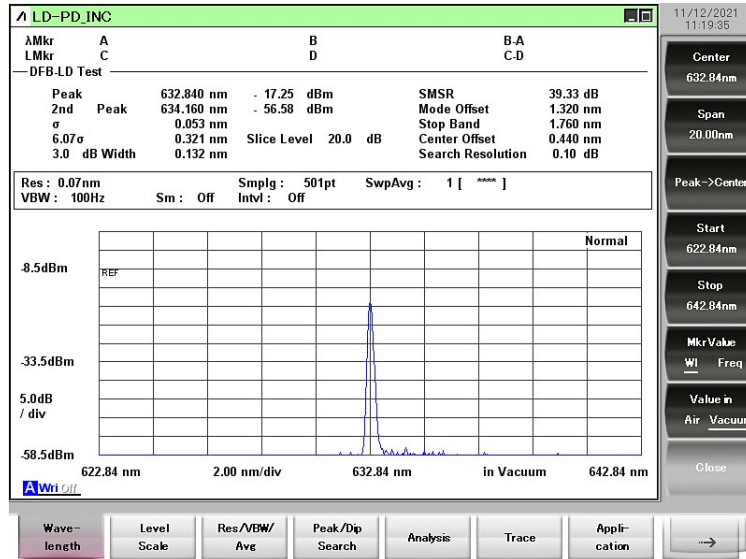 LD-PD_INC
λMkr A B B-A
LMkr C D C-D
DFB-LD Test
Peak 632.840 nm - 17.25 dBm SMSR 39.33 dB
2nd Peak 634.160 nm - 56.58 dBm Mode Offset 1.320 nm
σ 0.053 nm Stop Band 1.760 nm
6.07σ 0.321 nm Slice Level 20.0 dB Center Offset 0.440 nm
3.0 dB Width 0.132 nm Search Resolution 0.10 dB
Res : 0.07nm Smplg : 501pt SwpAvg : 1 [ **** ]
VBW : 100Hz Sm : Off Intvl : Off
Normal
-8.5dBm
REF
-33.5dBm
5.0dB
/ div
-58.5dBm
622.84 nm 2.00 nm/div 632.84 nm in Vacuum 642.84 nm
A Wri Off
11/12/2021
11:19:35
Center
632.84nm
Span
20.00nm
Peak->Center
Start
622.84nm
Stop
642.84nm
MkrValue
Wl Freq
Value in
Air Vacuum
Close
Wave-
length
Level
Scale
Res/VBW/
Avg
Peak/Dip
Search
Analysis
Trace
Appli-
cation